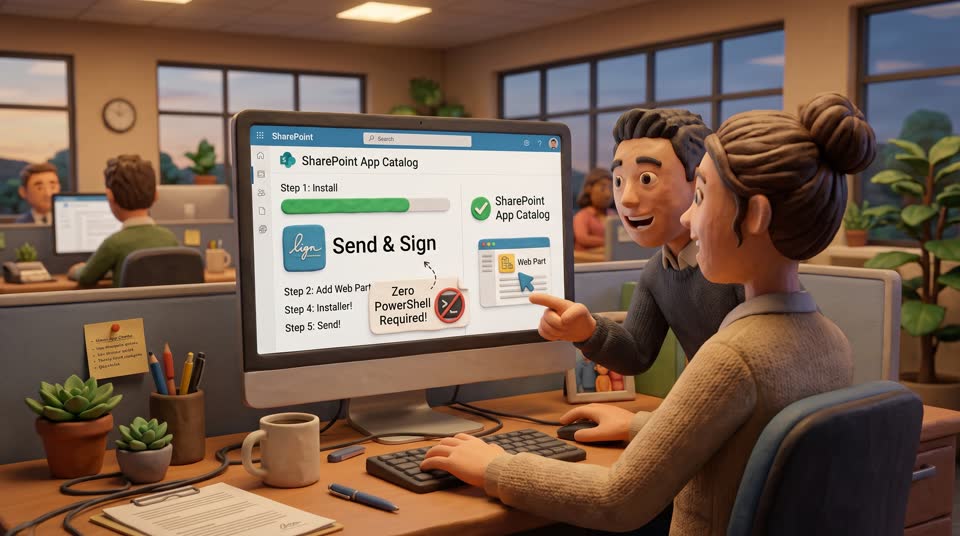 SharePoint
Search
SharePoint App Catalog
Step 1: Install
Send & Sign
Step 2: Add Web Part
Step 4: Installer!
Step 5: Send!
Zero
PowerShell
Required!
SharePoint
App Catalog
Web Part